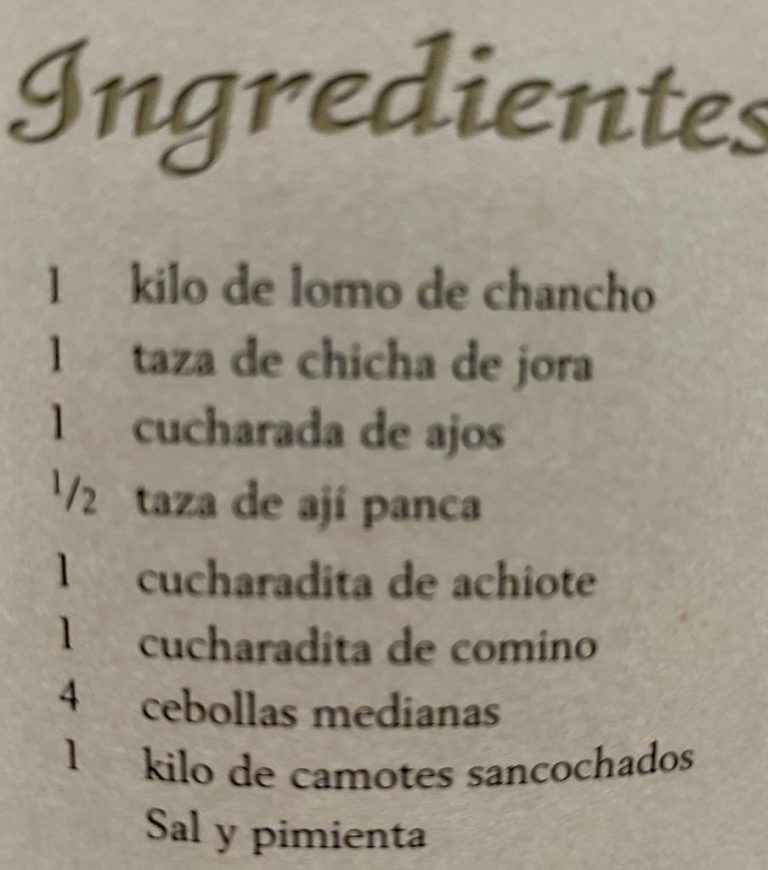 Ingredientes
1 kilo de lomo de chancho
1 taza de chicha de jora
1 cucharada de ajos
1/2 taza de ají panca
1 cucharadita de achiote
1 cucharadita de comino
4 cebollas medianas
1 kilo de camotes sancochados
Sal y pimienta